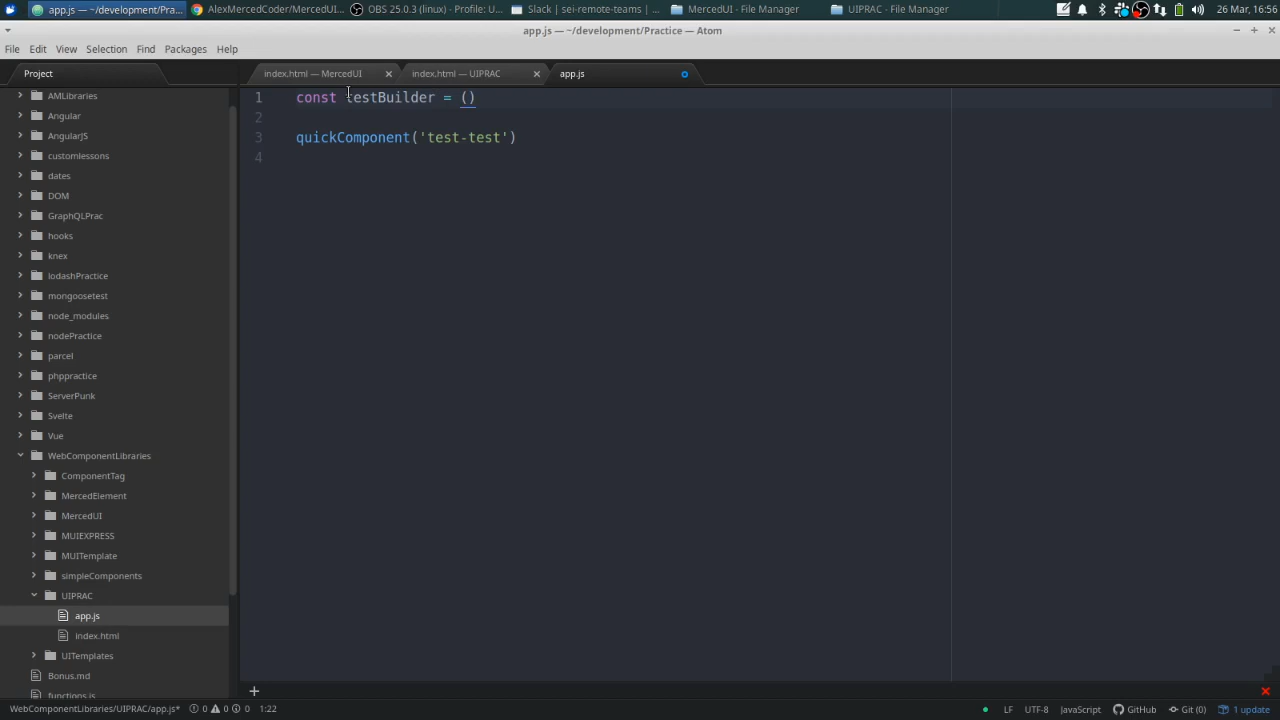 app.js — ~/development/Pra...
AlexMercedCoder/MercedUI...
OBS 25.0.3 (linux) - Profile: U...
Slack | sei-remote-teams | ...
MercedUI - File Manager
UIPRAC - File Manager
26 Mar, 16:56
app.js — ~/development/Practice — Atom
File Edit View Selection Find Packages Help
Project
index.html — MercedUI
index.html — UIPRAC
app.js
AMLibraries
Angular
AngularJS
customlessons
dates
DOM
GraphQLPrac
hooks
knex
lodashPractice
mongoosetest
node_modules
nodePractice
parcel
phppractice
ServerPunk
Svelte
Vue
WebComponentLibraries
ComponentTag
MercedElement
MercedUI
MUIEXPRESS
MUITemplate
simpleComponents
UIPRAC
app.js
index.html
UITemplates
Bonus.md
functions.js
1 const testBuilder = ()
2
3 quickComponent('test-test')
4
WebComponentLibraries/UIPRAC/app.js* 0 0 0 1:22
LF UTF-8 JavaScript GitHub Git (0) 1 update